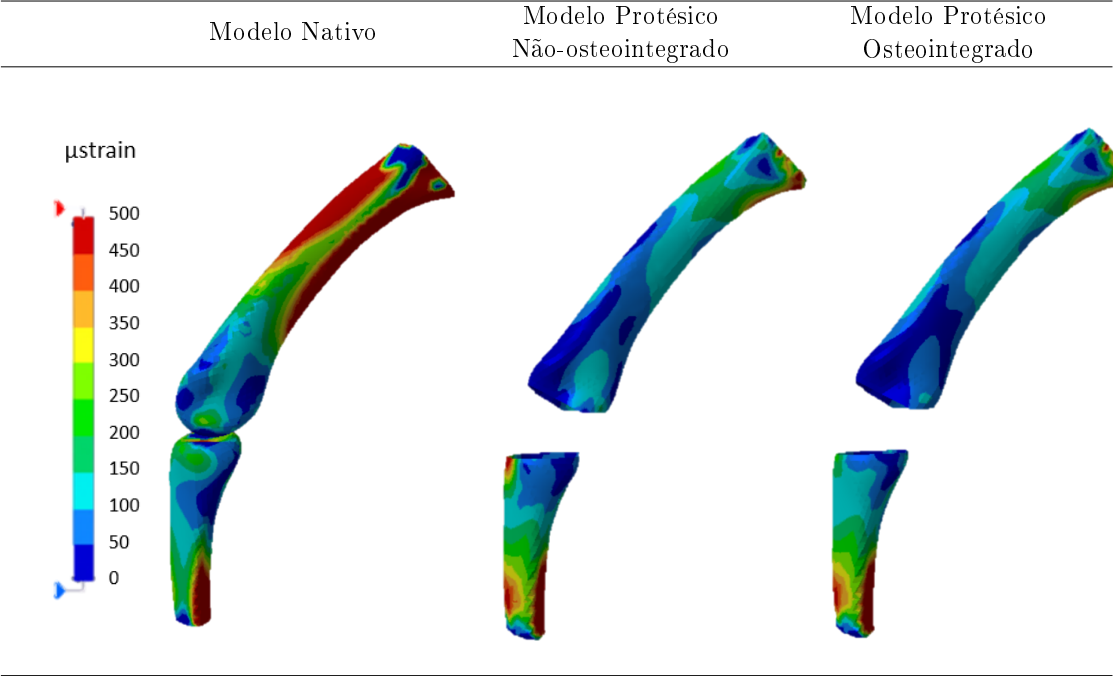 Modelo Nativo
Modelo Protésico
Não-osteointegrado
Modelo Protésico
Osteointegrado
μstrain
500
450
400
350
300
250
200
150
100
50
0